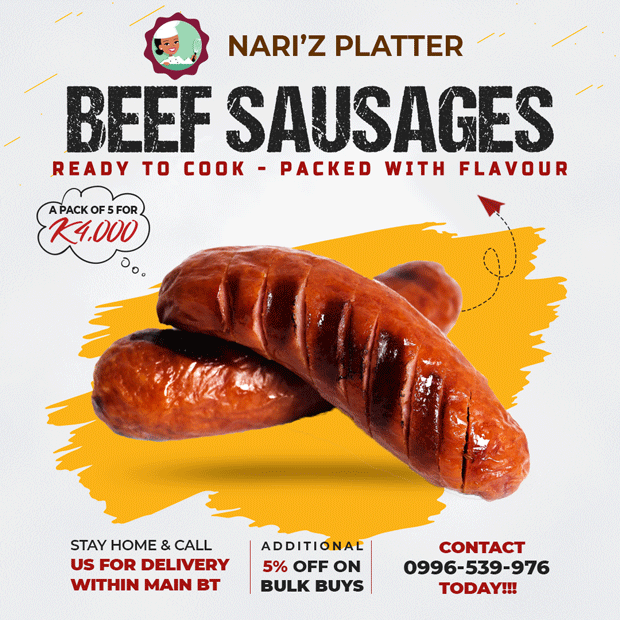 NARI'Z PLATTER
BEEF SAUSAGES
READY TO COOK - PACKED WITH FLAVOUR
A PACK OF 5 FOR
K4,000
STAY HOME & CALL
US FOR DELIVERY
WITHIN MAIN BT
ADDITIONAL
5% OFF ON
BULK BUYS
CONTACT
0996-539-976
TODAY!!!